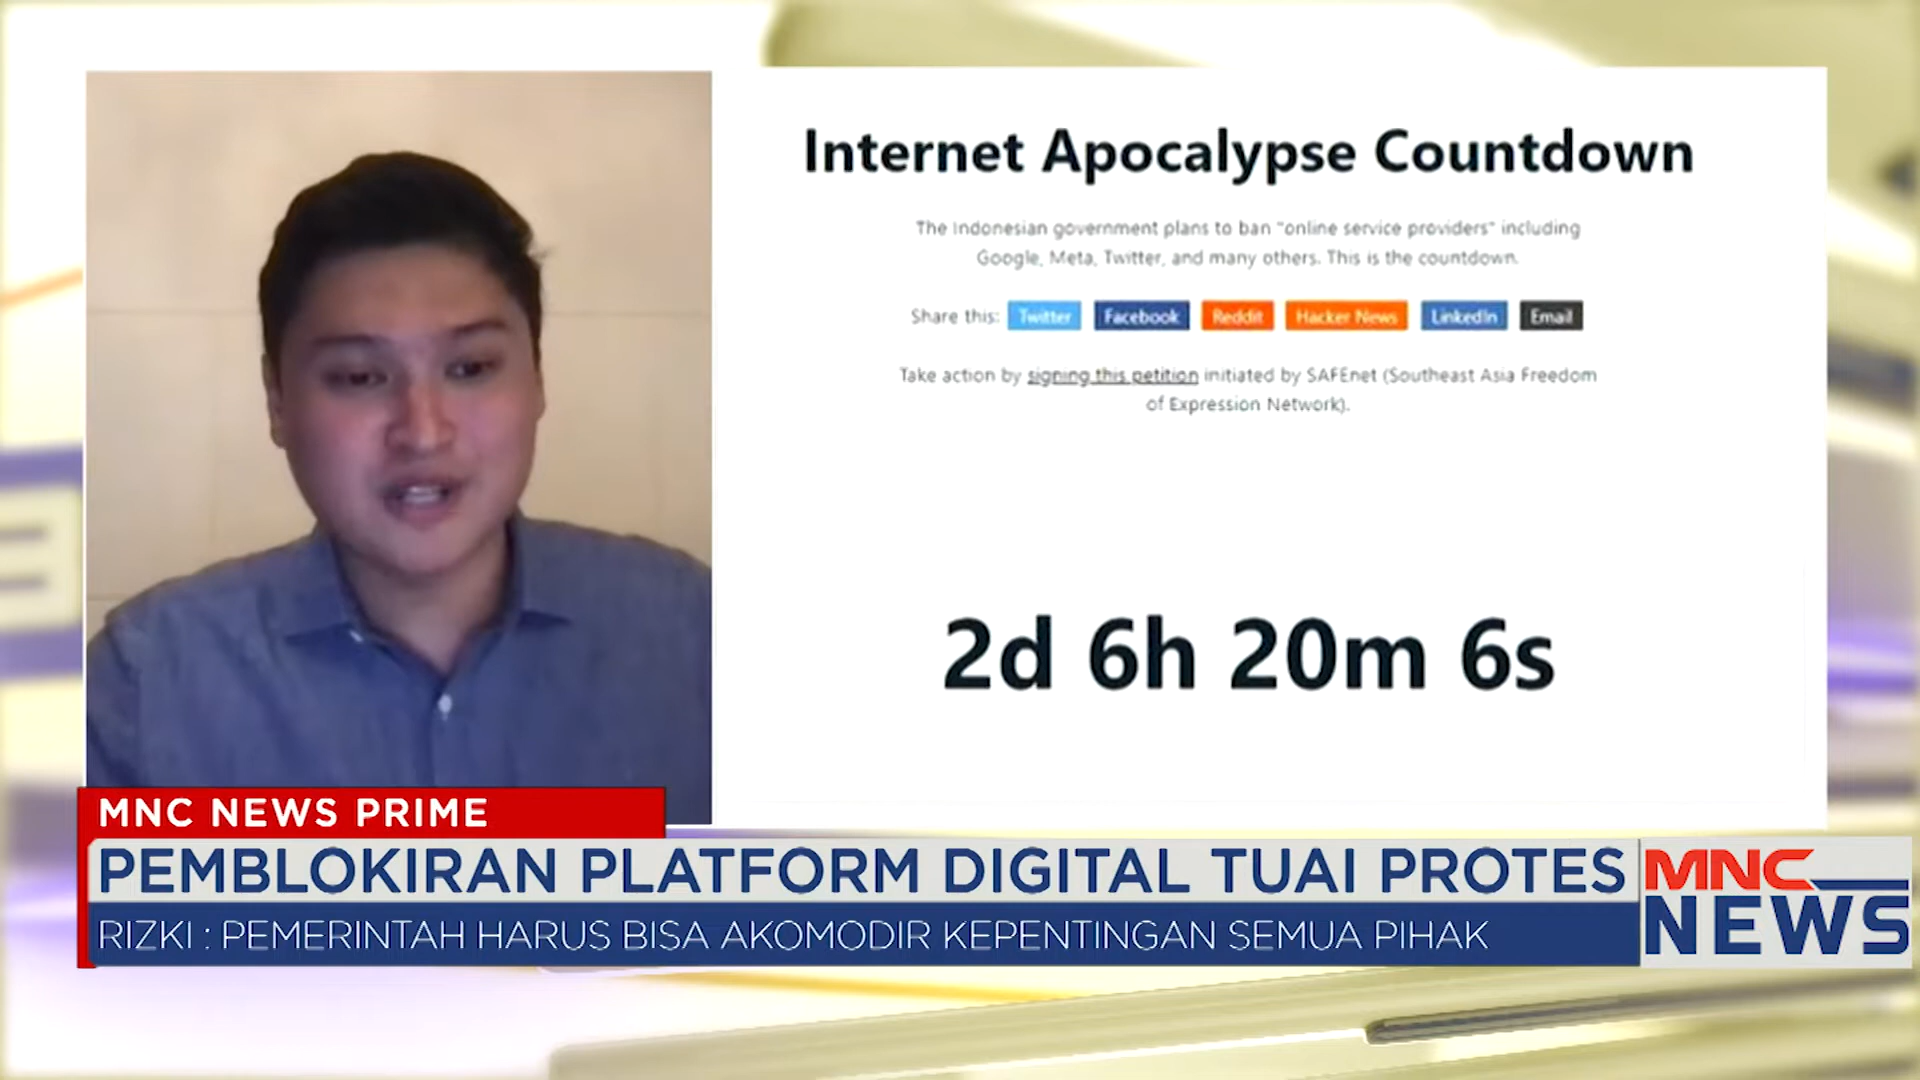 Internet Apocalypse Countdown
The Indonesian government plans to ban "online service providers" including
Google, Meta, Twitter, and many others. This is the countdown.
Share this: Twitter Facebook Reddit Hacker News LinkedIn Email
Take action by signing this petition initiated by SAFEnet (Southeast Asia Freedom
of Expression Network).
2d 6h 20m 6s
MNC NEWS PRIME
PEMBLOKIRAN PLATFORM DIGITAL TUAI PROTES
RIZKI : PEMERINTAH HARUS BISA AKOMODIR KEPENTINGAN SEMUA PIHAK
MNC
NEWS